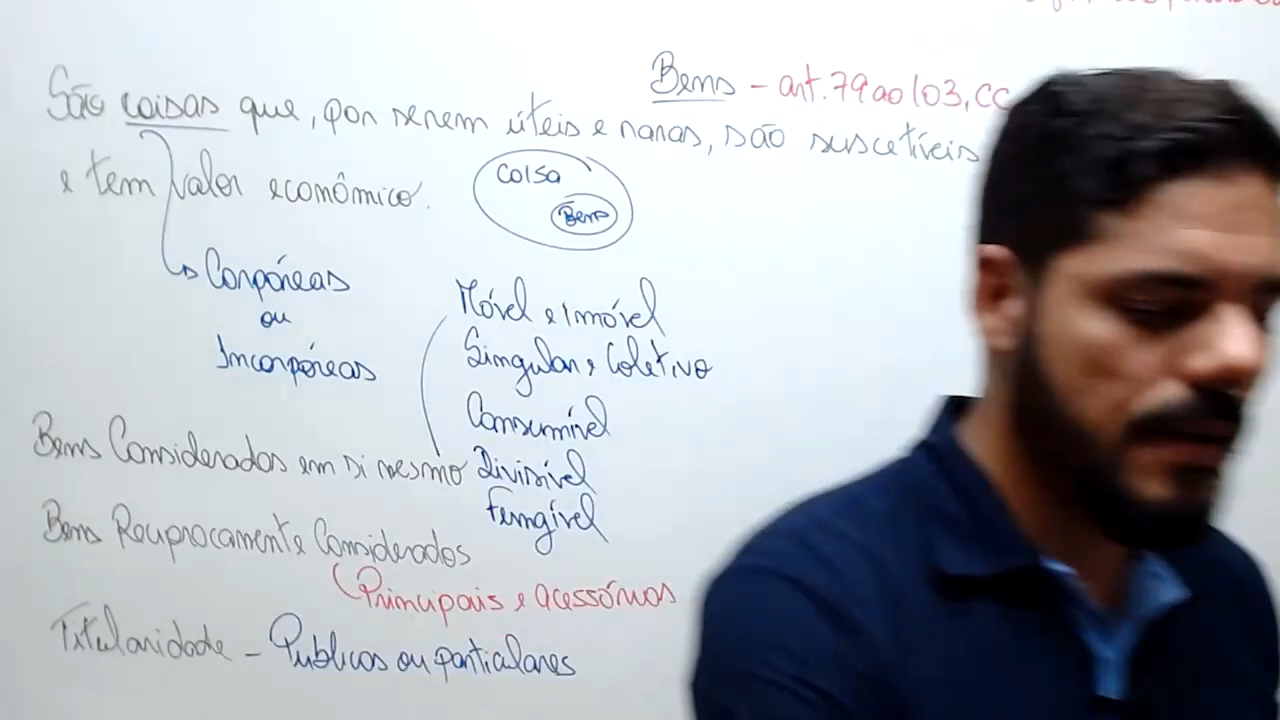 Bens - art. 79 ao 103, CC
São coisas que, por serem úteis e raras, são suscetíveis
e tem valor econômico.
Coisa
Bem
Corpóreas
ou
Incorpóreas
Móvel e Imóvel
Singular e Coletivo
Consumível
Bens Considerados em si mesmo Divisível
Fungível
Bens Reciprocamente Considerados
Principais e acessórios
Titularidade - Públicos ou particulares